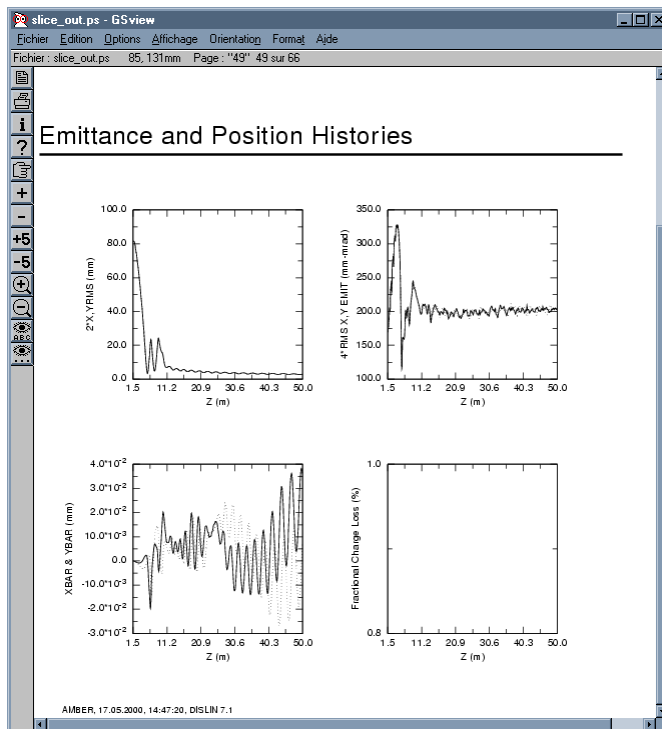 slice_out.ps - GSview
Fichier Edition Options Affichage Orientation Format Aide
Fichier : slice_out.ps 85, 131mm Page : "49" 49 sur 66
i
?
+
-
+5
-5
ABC
Emittance and Position Histories
2*X,YRMS (mm)
100.0
80.0
60.0
40.0
20.0
0.0
1.5 11.2 20.9 30.6 40.3 50.0
Z (m)
4*RMS X,Y EMIT (mm-mrad)
350.0
300.0
250.0
200.0
150.0
100.0
1.5 11.2 20.9 30.6 40.3 50.0
Z (m)
XBAR & YBAR (mm)
4.0*10⁻²
3.0*10⁻²
2.0*10⁻²
10.0*10⁻³
0.0
-10.0*10⁻³
-2.0*10⁻²
-3.0*10⁻²
1.5 11.2 20.9 30.6 40.3 50.0
Z (m)
Fractional Charge Loss (%)
1.0
0.8
1.5 11.2 20.9 30.6 40.3 50.0
Z (m)
AMBER, 17.05.2000, 14:47:20, DISLIN 7.1